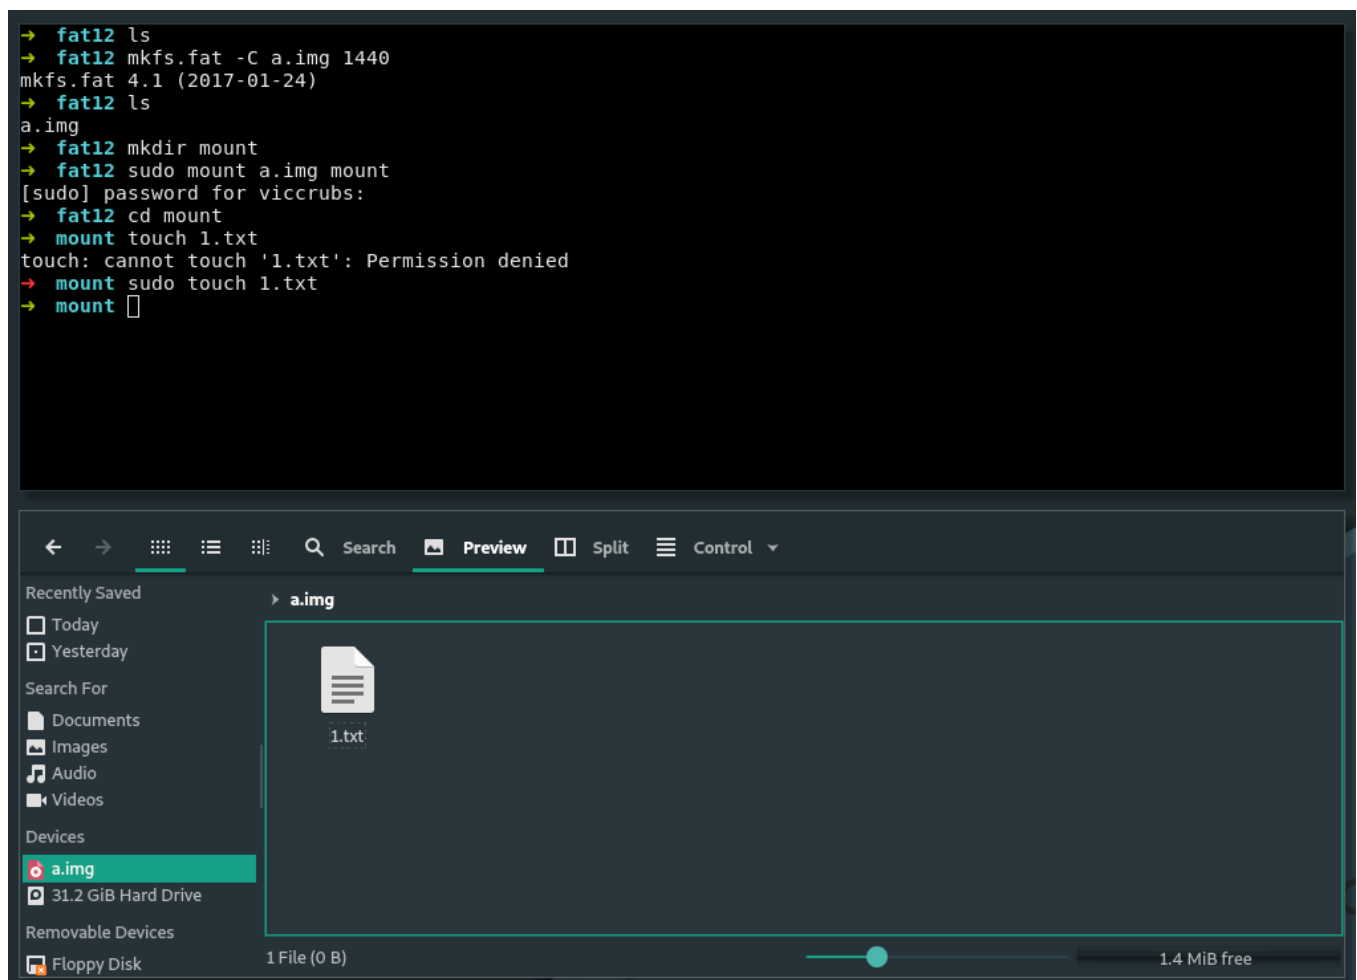 → fat12 ls
→ fat12 mkfs.fat -C a.img 1440
mkfs.fat 4.1 (2017-01-24)
→ fat12 ls
a.img
→ fat12 mkdir mount
→ fat12 sudo mount a.img mount
[sudo] password for viccrubs:
→ fat12 cd mount
→ mount touch 1.txt
touch: cannot touch '1.txt': Permission denied
→ mount sudo touch 1.txt
→ mount
Search Preview Split Control
Recently Saved
Today
Yesterday
Search For
Documents
Images
Audio
Videos
Devices
a.img
31.2 GiB Hard Drive
Removable Devices
Floppy Disk
a.img
1.txt
1 File (0 B)
1.4 MiB free